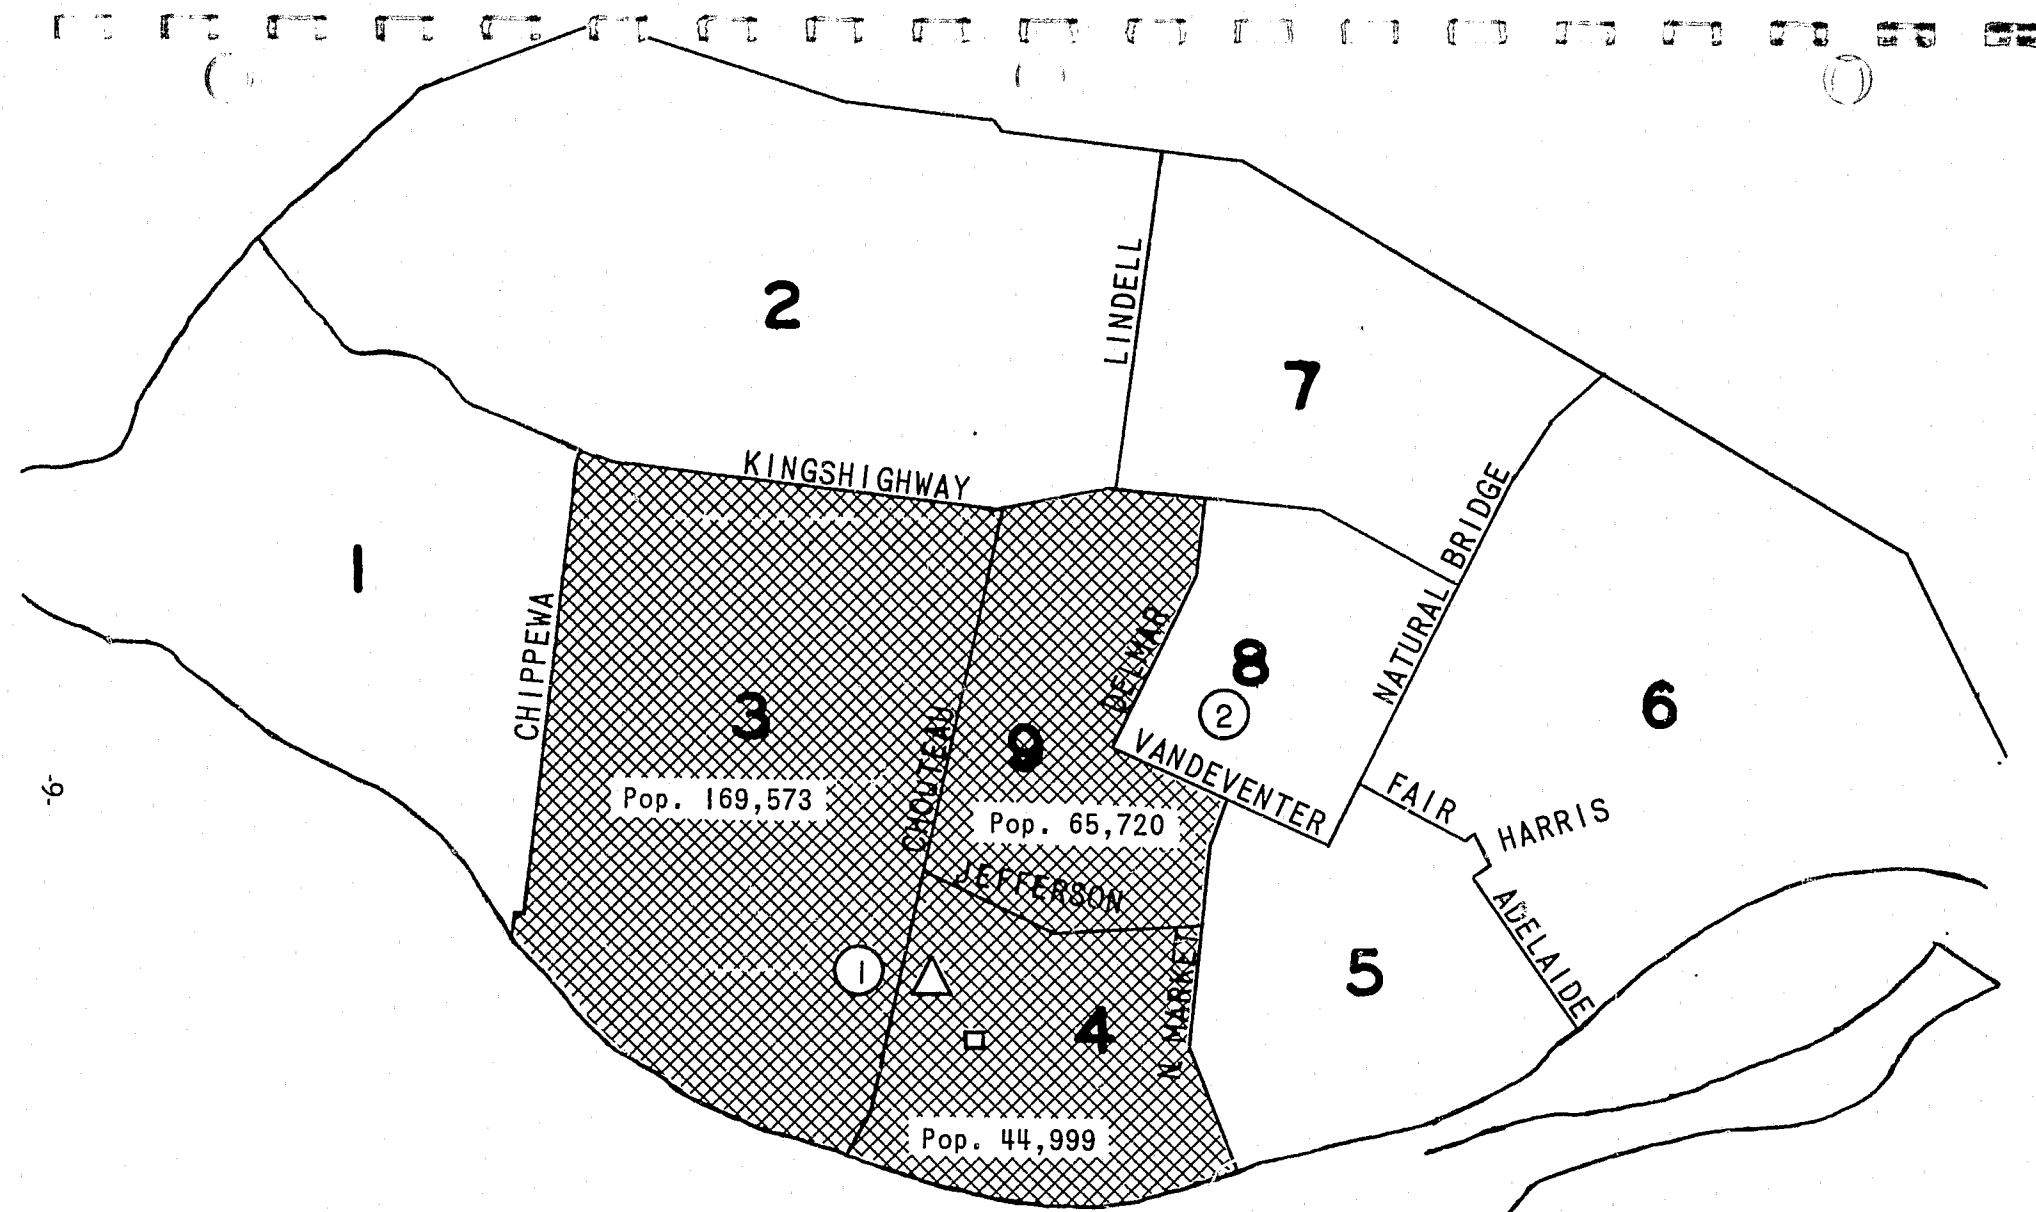 2
LINDELL
7
KINGSHIGHWAY
1
CHIPPEWA
3
Pop. 169,573
CHOUTEAU
9
Pop. 65,720
DELMAR
8
2
VANDEVENTER
NATURAL BRIDGE
6
FAIR
HARRIS
ADELAIDE
JEFFERSON
1
4
N. MARKET
5
Pop. 44,999
-6-